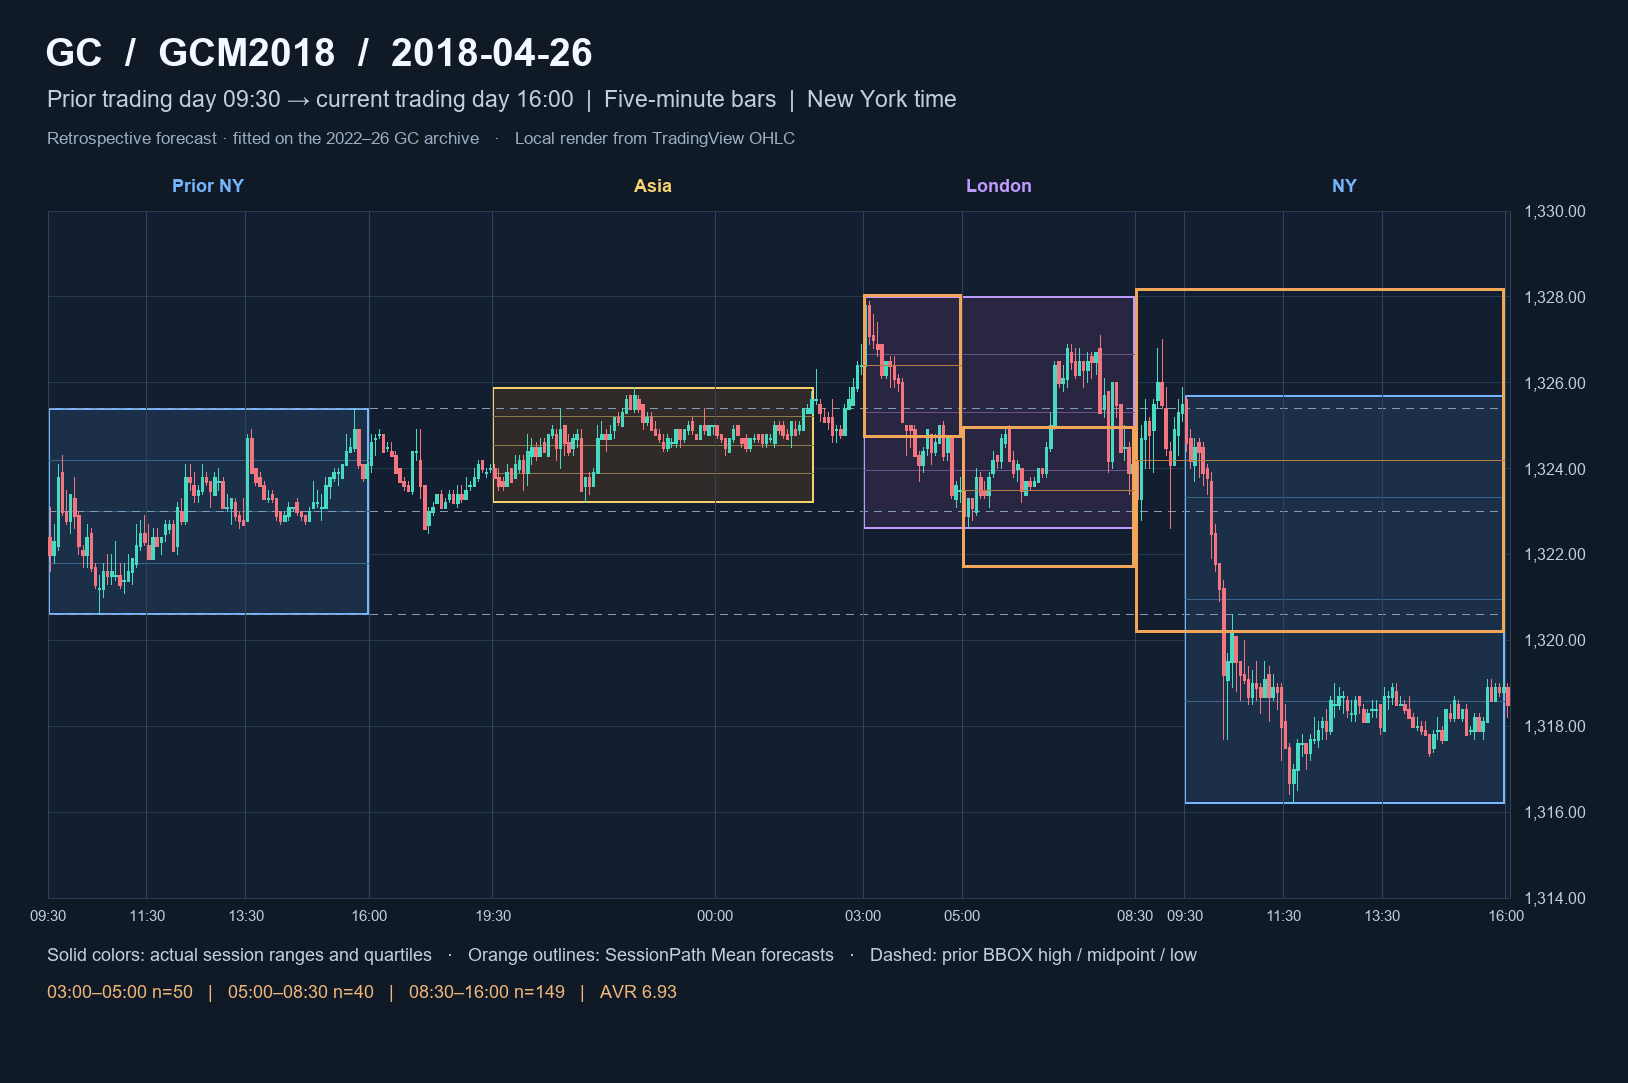 GC / GCM2018 / 2018-04-26
Prior trading day 09:30 → current trading day 16:00 | Five-minute bars | New York time
Retrospective forecast · fitted on the 2022–26 GC archive · Local render from TradingView OHLC
Prior NY Asia London NY
1,330.00
1,328.00
1,326.00
1,324.00
1,322.00
1,320.00
1,318.00
1,316.00
1,314.00
09:30 11:30 13:30 16:00 19:30 00:00 03:00 05:00 08:30 09:30 11:30 13:30 16:00
Solid colors: actual session ranges and quartiles · Orange outlines: SessionPath Mean forecasts · Dashed: prior BBOX high / midpoint / low
03:00–05:00 n=50 | 05:00–08:30 n=40 | 08:30–16:00 n=149 | AVR 6.93